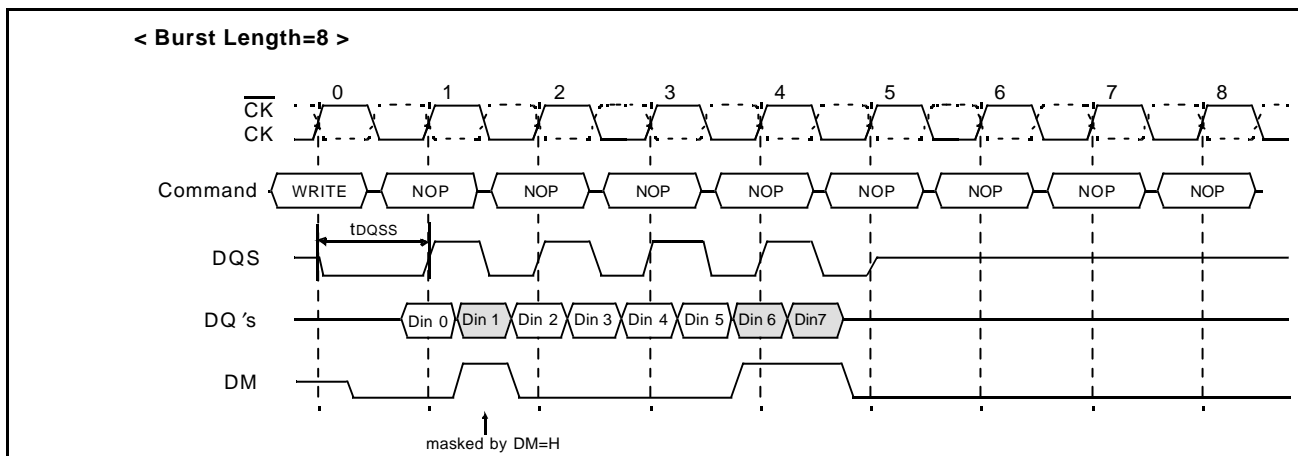 < Burst Length=8 >
0 1 2 3 4 5 6 7 8
CK
CK
Command WRITE NOP NOP NOP NOP NOP NOP NOP NOP
tDQSS
DQS
DQ ′s Din 0 Din 1 Din 2 Din 3 Din 4 Din 5 Din 6 Din7
DM
masked by DM=H